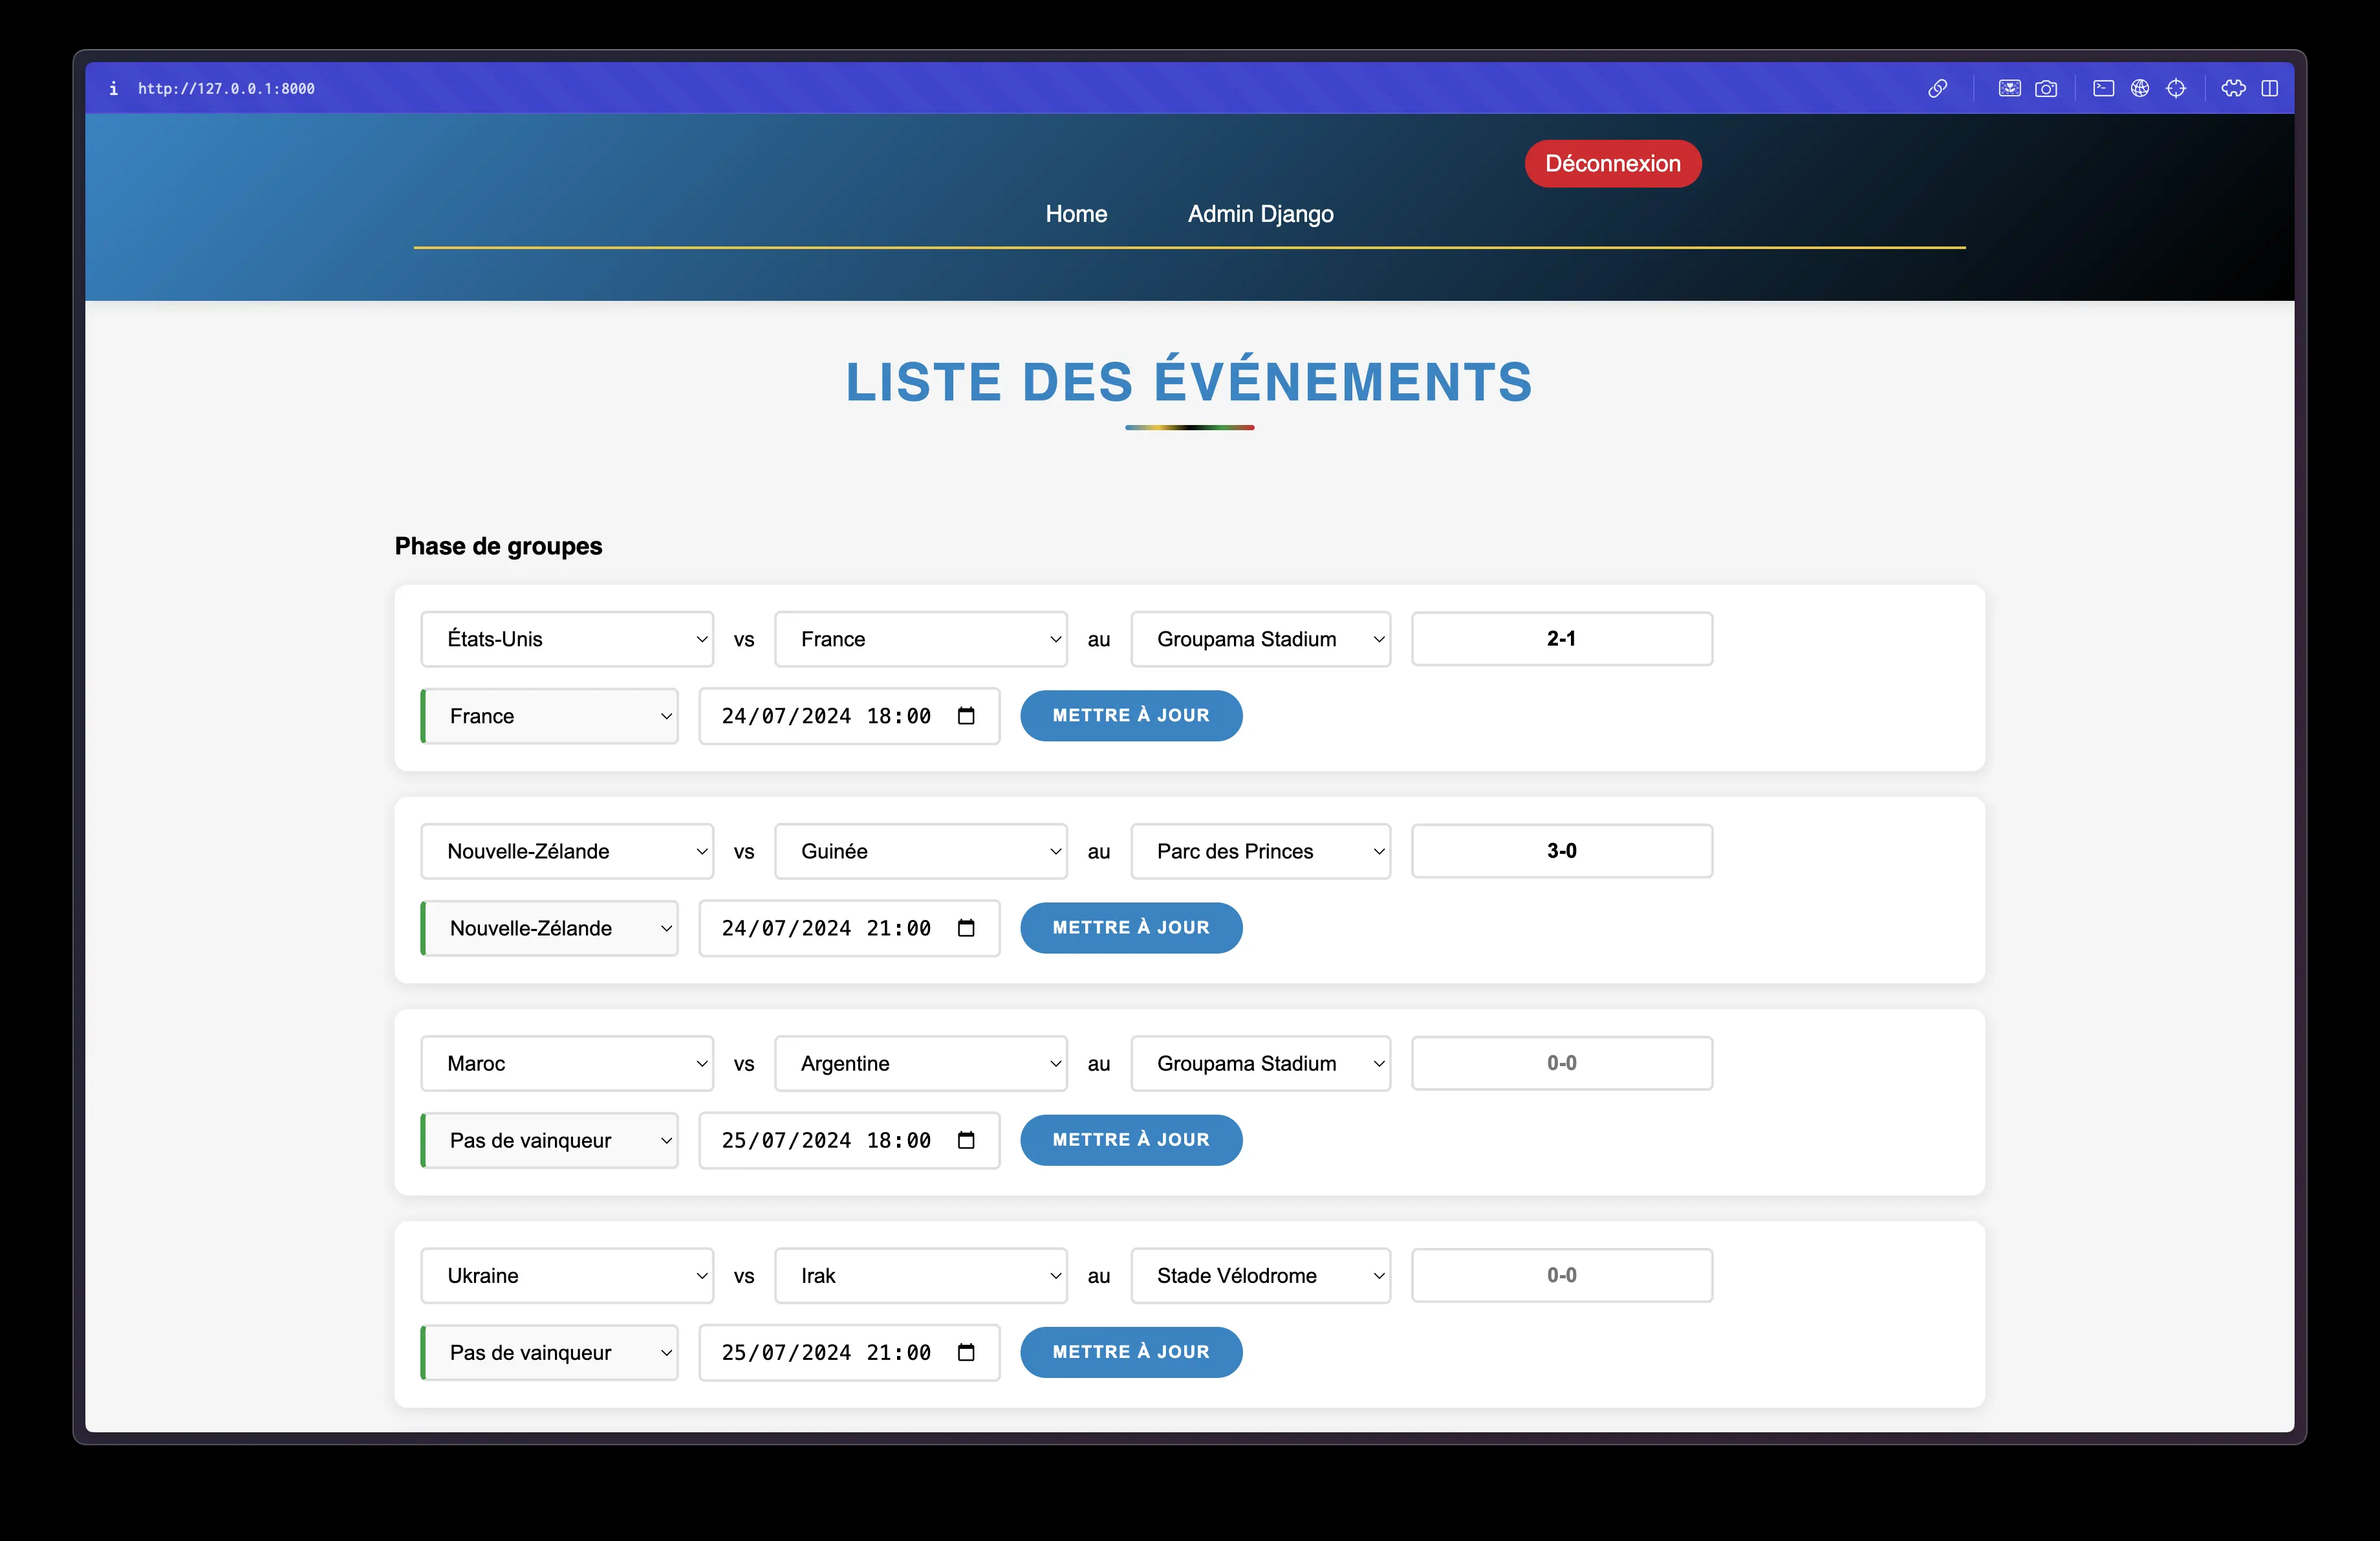 i http://127.0.0.1:8000
Déconnexion
Home Admin Django
LISTE DES ÉVÉNEMENTS
Phase de groupes
États-Unis vs France au Groupama Stadium 2-1
France 24/07/2024 18:00 METTRE À JOUR
Nouvelle-Zélande vs Guinée au Parc des Princes 3-0
Nouvelle-Zélande 24/07/2024 21:00 METTRE À JOUR
Maroc vs Argentine au Groupama Stadium 0-0
Pas de vainqueur 25/07/2024 18:00 METTRE À JOUR
Ukraine vs Irak au Stade Vélodrome 0-0
Pas de vainqueur 25/07/2024 21:00 METTRE À JOUR